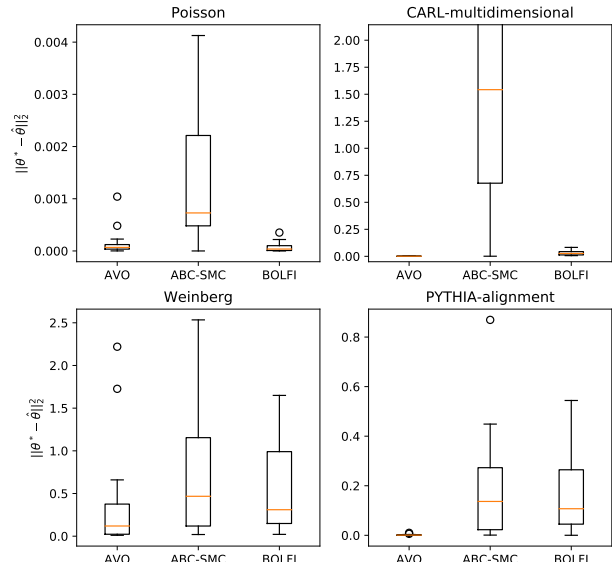 Poisson
||θ* − θ̂||₂²
0.004
0.003
0.002
0.001
0.000
AVO ABC-SMC BOLFI
CARL-multidimensional
2.00
1.75
1.50
1.25
1.00
0.75
0.50
0.25
0.00
AVO ABC-SMC BOLFI
Weinberg
||θ* − θ̂||₂²
2.5
2.0
1.5
1.0
0.5
0.0
AVO ABC-SMC BOLFI
PYTHIA-alignment
0.8
0.6
0.4
0.2
0.0
AVO ABC-SMC BOLFI